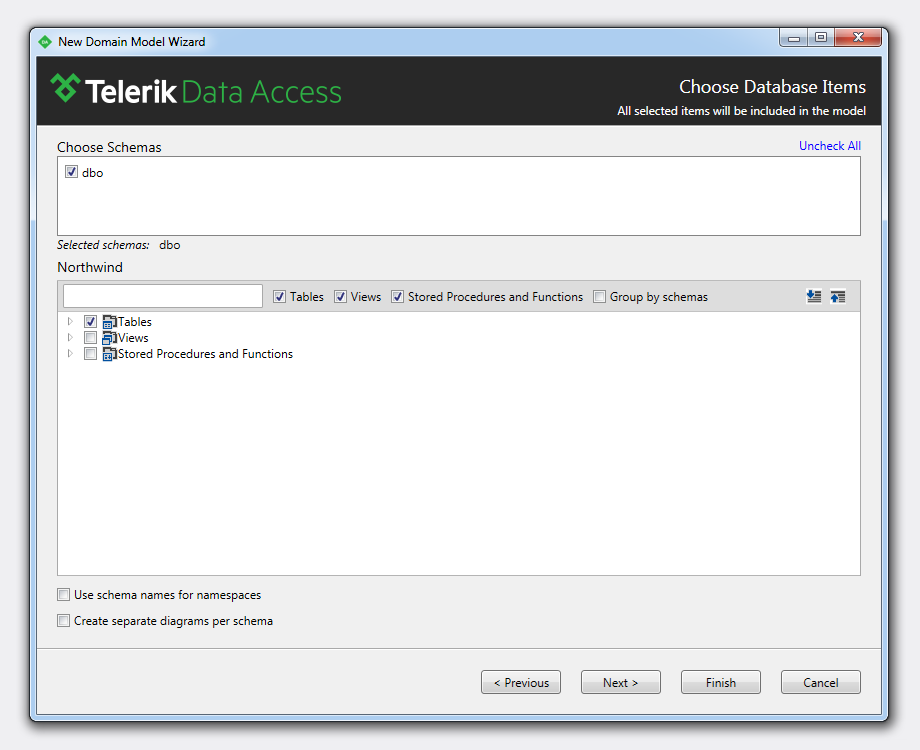 New Domain Model Wizard
Telerik Data Access
Choose Database Items
All selected items will be included in the model
Choose Schemas
Uncheck All
dbo
Selected schemas: dbo
Northwind
Tables Views Stored Procedures and Functions Group by schemas
Tables
Views
Stored Procedures and Functions
Use schema names for namespaces
Create separate diagrams per schema
< Previous Next > Finish Cancel